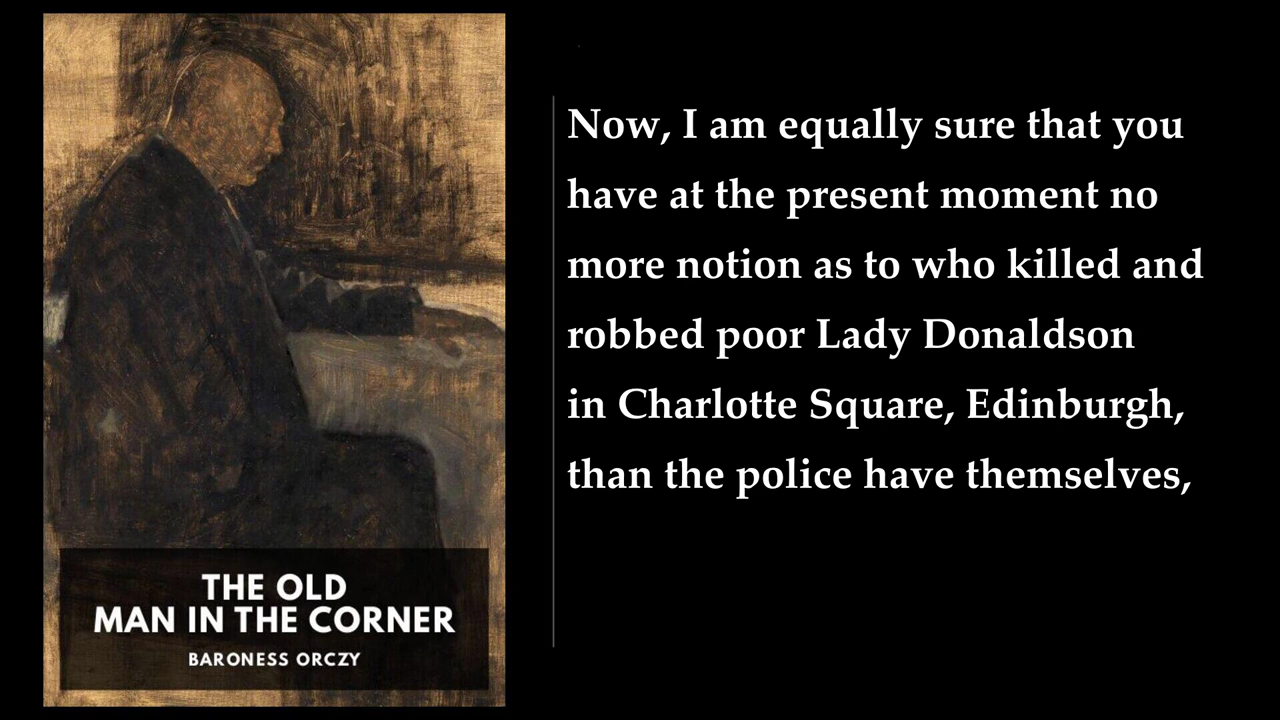 THE OLD
MAN IN THE CORNER
BARONESS ORCZY
Now, I am equally sure that you
have at the present moment no
more notion as to who killed and
robbed poor Lady Donaldson
in Charlotte Square, Edinburgh,
than the police have themselves,